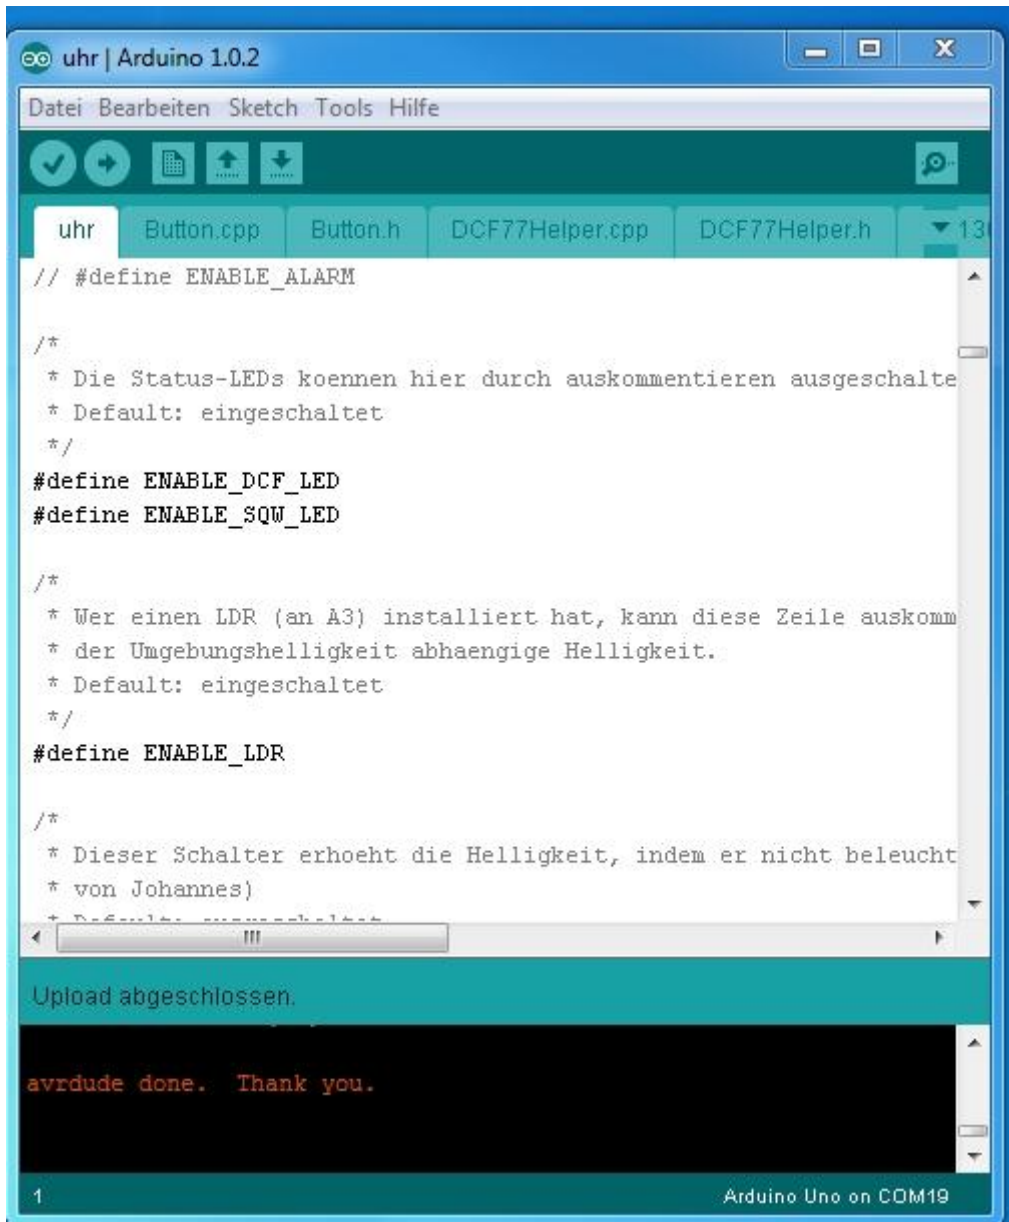 uhr | Arduino 1.0.2
Datei Bearbeiten Sketch Tools Hilfe
uhr Button.cpp Button.h DCF77Helper.cpp DCF77Helper.h
// #define ENABLE_ALARM
/*
* Die Status-LEDs koennen hier durch auskommentieren ausgeschalte
* Default: eingeschaltet
*/
#define ENABLE_DCF_LED
#define ENABLE_SQW_LED
/*
* Wer einen LDR (an A3) installiert hat, kann diese Zeile auskomm
* der Umgebungshelligkeit abhaengige Helligkeit.
* Default: eingeschaltet
*/
#define ENABLE_LDR
/*
* Dieser Schalter erhoeht die Helligkeit, indem er nicht beleucht
* von Johannes)
Upload abgeschlossen.
avrdude done. Thank you.
1 Arduino Uno on COM19